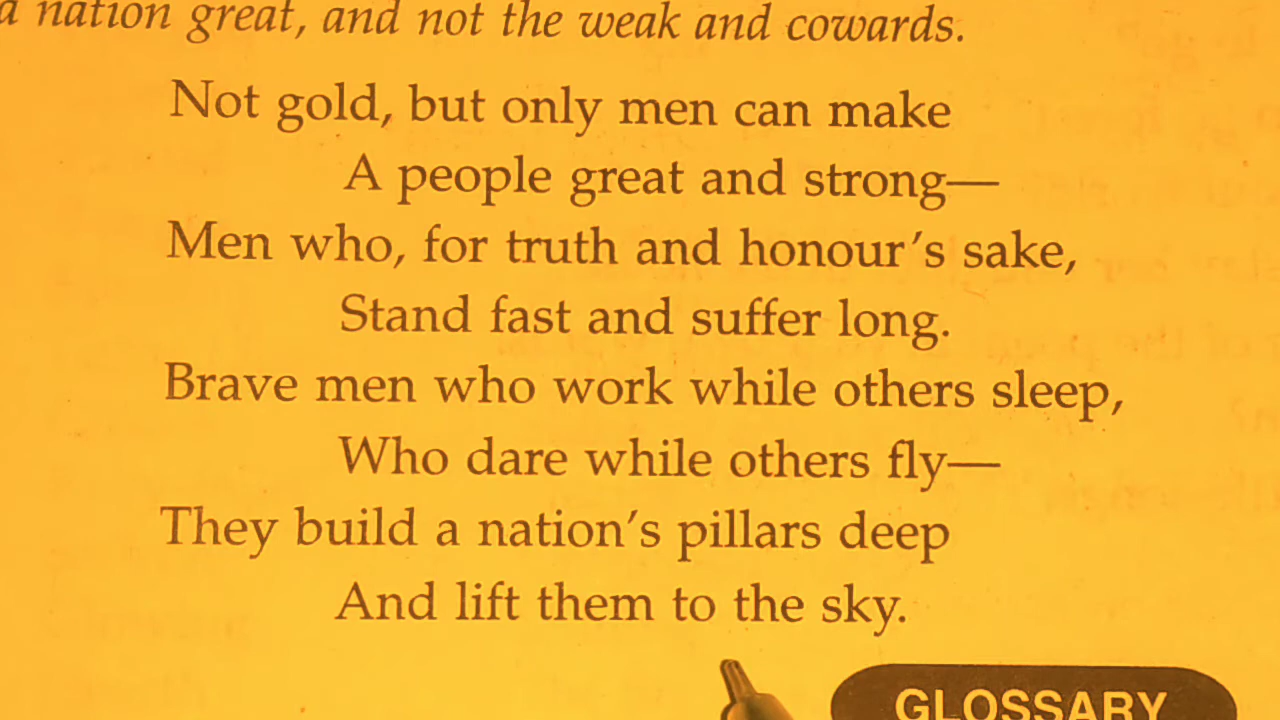 a nation great, and not the weak and cowards.
Not gold, but only men can make
A people great and strong—
Men who, for truth and honour's sake,
Stand fast and suffer long.
Brave men who work while others sleep,
Who dare while others fly—
They build a nation's pillars deep
And lift them to the sky.
GLOSSARY